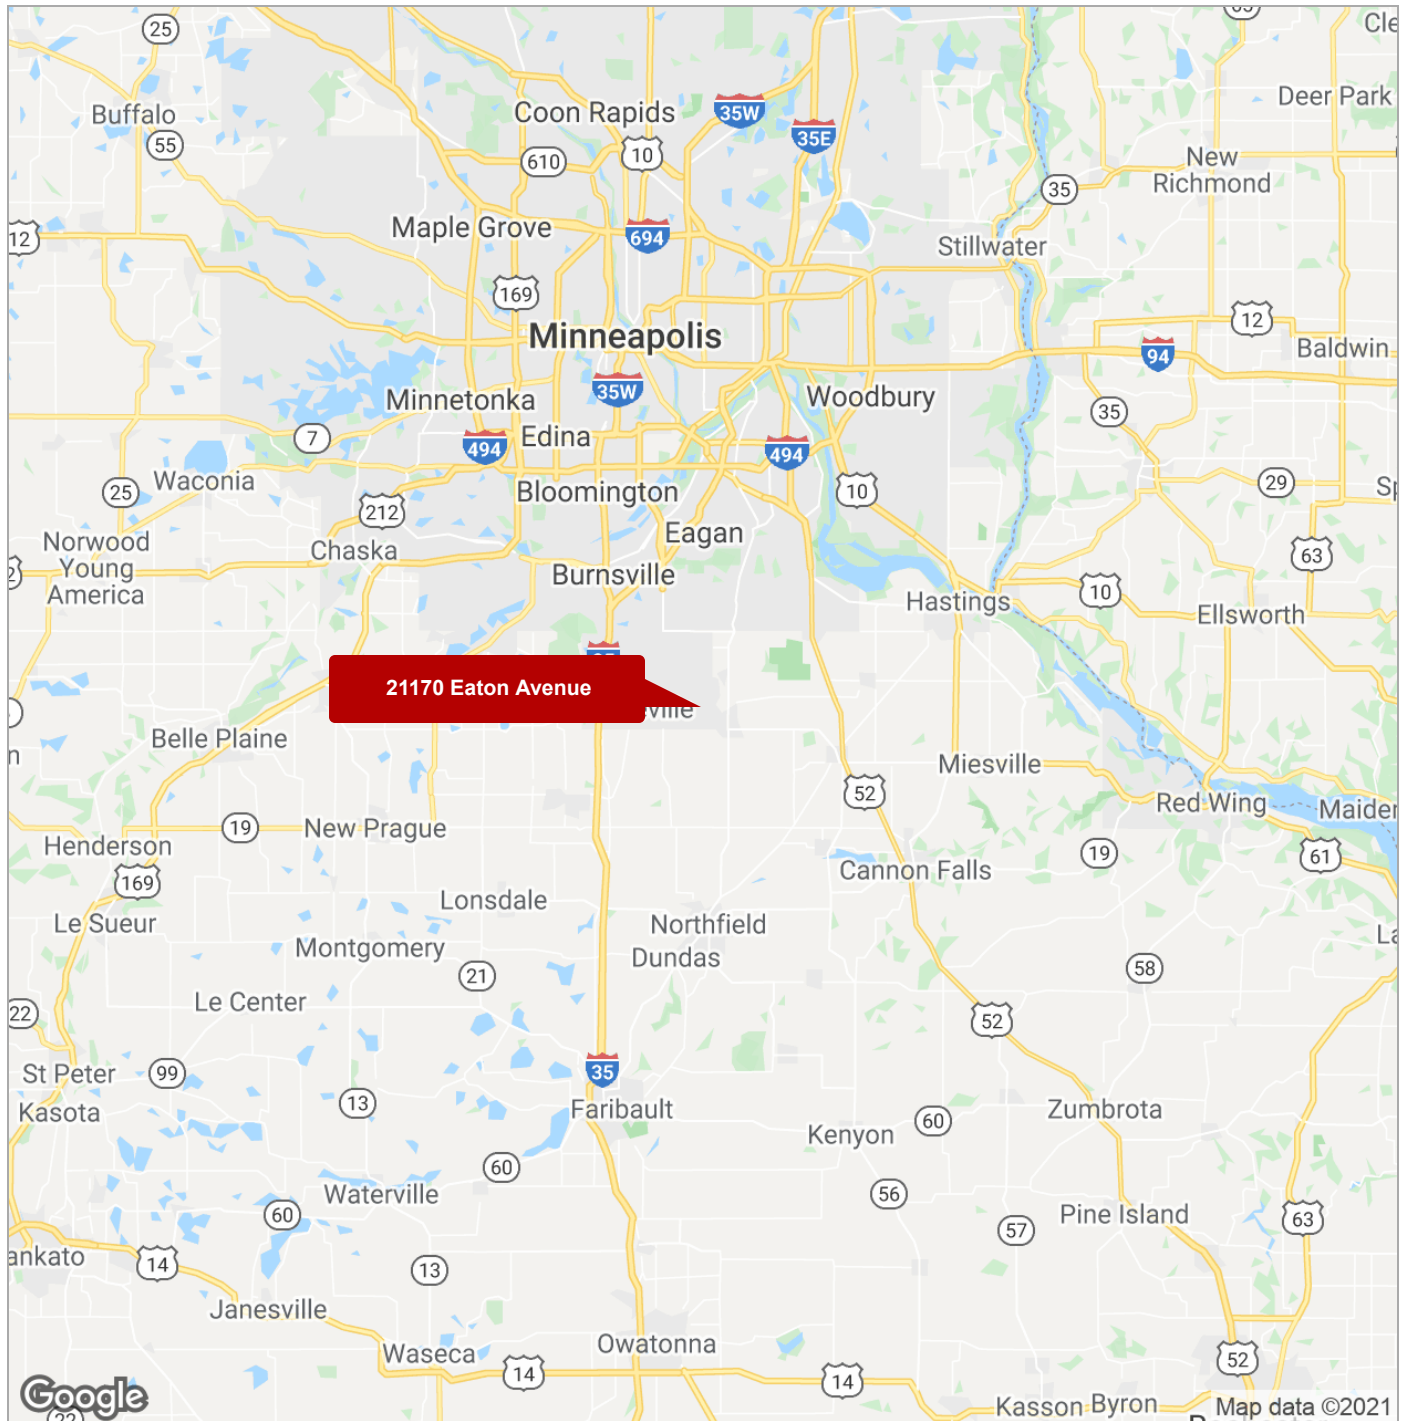 25
Buffalo
55
Coon Rapids
35W
35E
610
10
Deer Park
New
Richmond
35
12
Maple Grove
694
Stillwater
169
Minneapolis
12
94
Baldwin
35W
Minnetonka
Woodbury
35
7
Edina
494
494
Waconia
25
10
29
Bloomington
212
Eagan
Norwood
Young
America
Chaska
63
Burnsville
Hastings
10
Ellsworth
21170 Eaton Avenue
Belle Plaine
Miesville
52
Red Wing
19
New Prague
Henderson
19
61
169
Cannon Falls
Lonsdale
Le Sueur
Northfield
Montgomery
Dundas
21
58
Le Center
22
52
St Peter
99
35
Kasota
13
Faribault
Zumbrota
60
Kenyon
60
Waterville
56
60
Pine Island
57
63
ankato
14
13
Janesville
Owatonna
Waseca
14
52
14
Google
Kasson
Byron
Map data ©2021
22